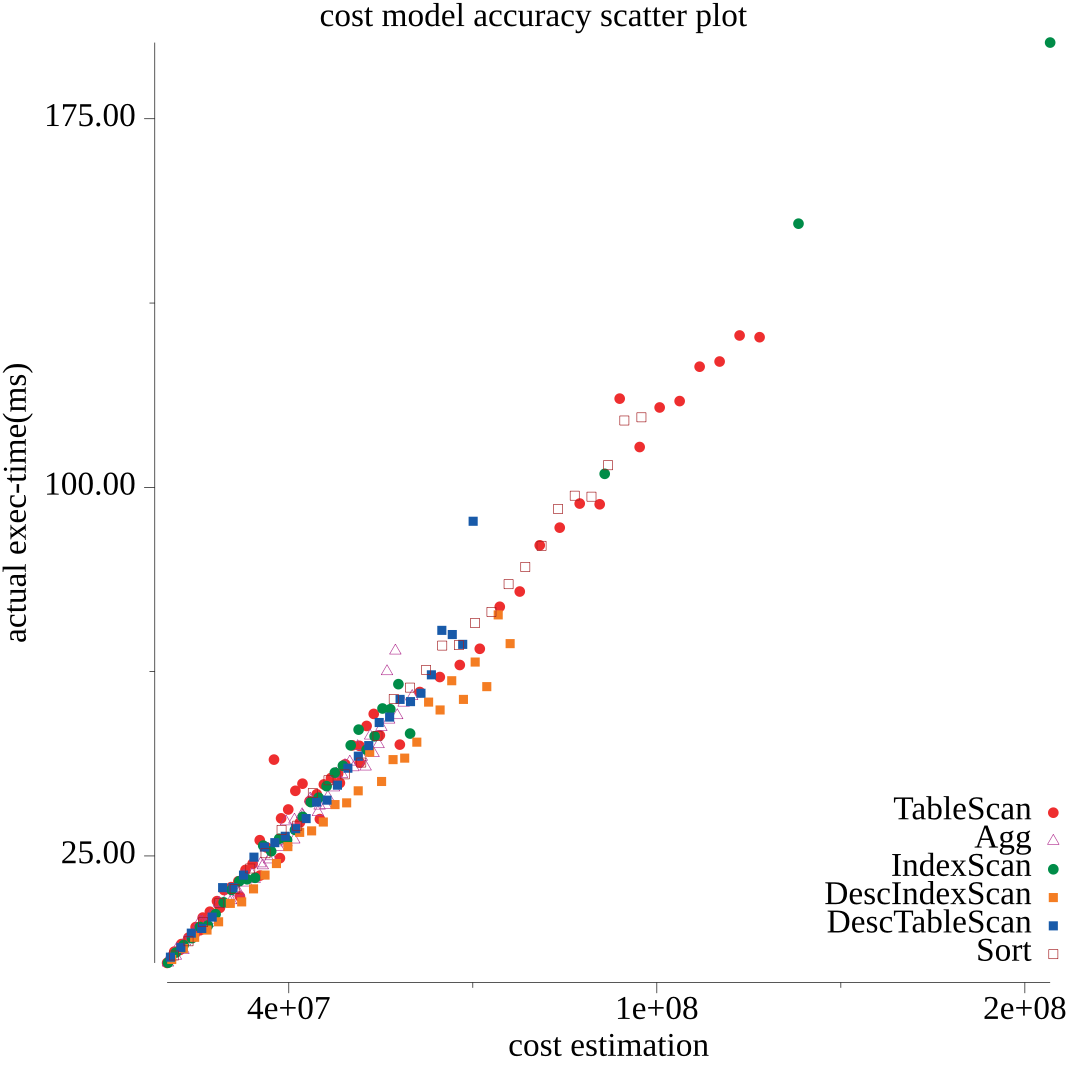 cost model accuracy scatter plot
175.00
100.00
25.00
actual exec-time(ms)
TableScan
Agg
IndexScan
DescIndexScan
DescTableScan
Sort
4e+07
1e+08
2e+08
cost estimation